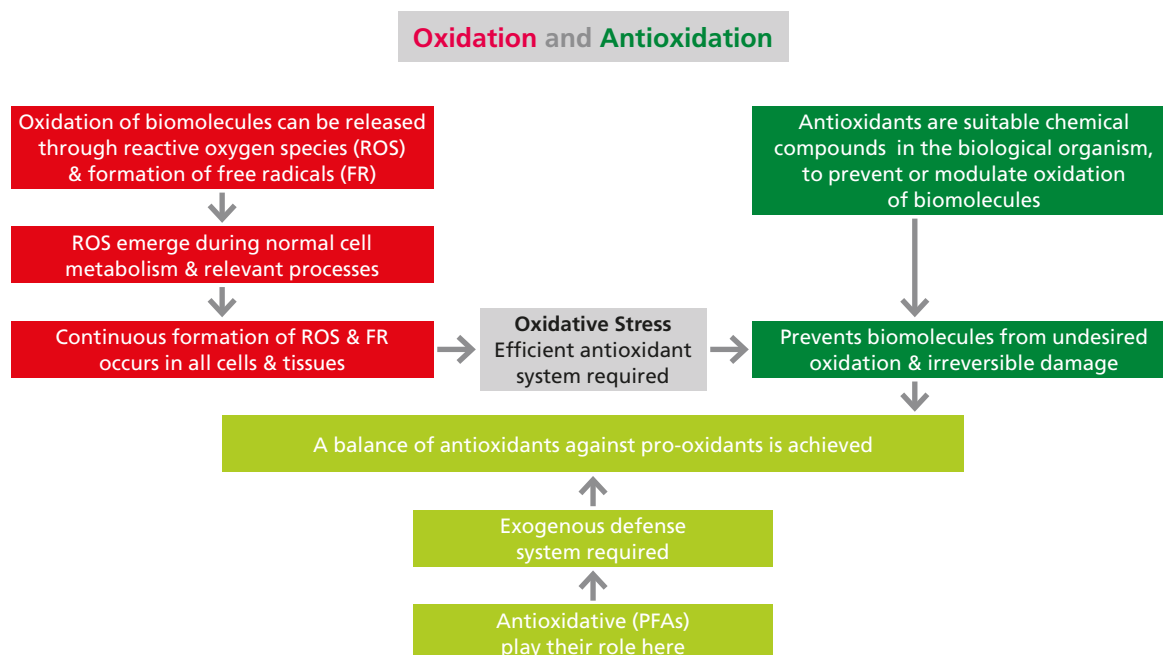 Oxidation and Antioxidation
Oxidation of biomolecules can be released
through reactive oxygen species (ROS)
& formation of free radicals (FR)
ROS emerge during normal cell
metabolism & relevant processes
Continuous formation of ROS & FR
occurs in all cells & tissues
Oxidative Stress
Efficient antioxidant
system required
Antioxidants are suitable chemical
compounds in the biological organism,
to prevent or modulate oxidation
of biomolecules
Prevents biomolecules from undesired
oxidation & irreversible damage
A balance of antioxidants against pro-oxidants is achieved
Exogenous defense
system required
Antioxidative (PFAs)
play their role here